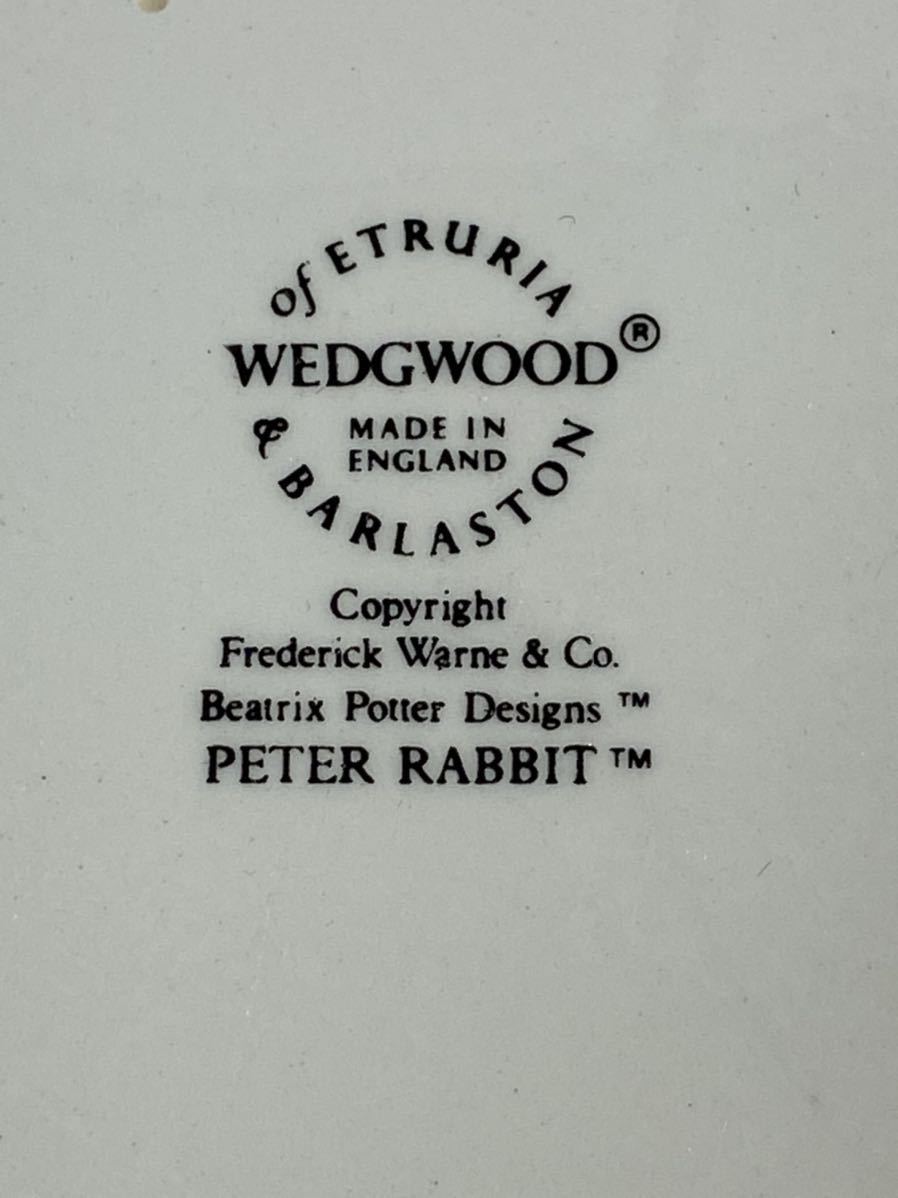 of ETRURIA
WEDGWOOD®
MADE IN
ENGLAND
& BARLASTON
Copyright
Frederick Warne & Co.
Beatrix Potter Designs ™
PETER RABBIT ™